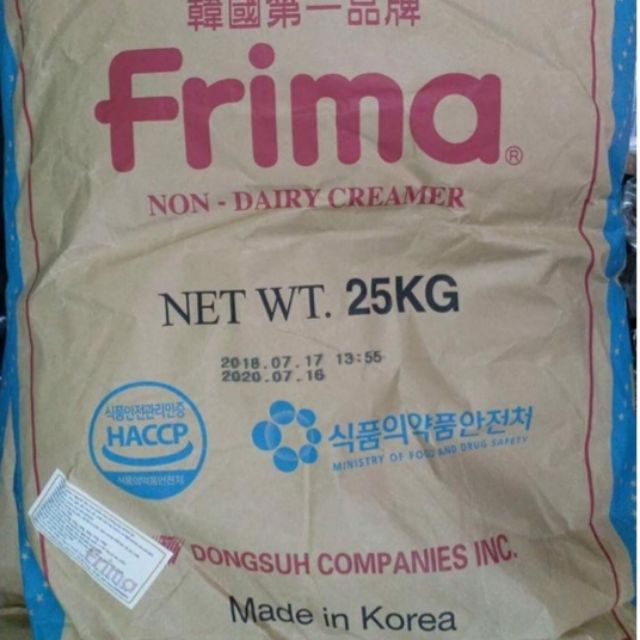 韓國第一品牌
Frima®
NON - DAIRY CREAMER
NET WT. 25KG
2018.07.17 13:55
2020.07.16
식품안전관리인증
HACCP
식품의약품안전처
식품의약품안전처
MINISTRY OF FOOD AND DRUG SAFETY
Frima
DONGSUH COMPANIES INC.
Made in Korea